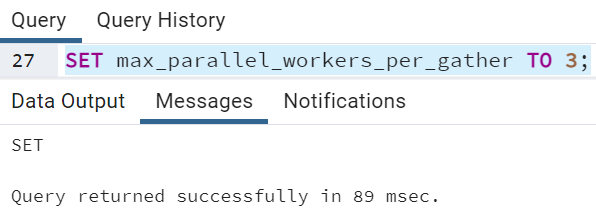 Query Query History
27 SET max_parallel_workers_per_gather TO 3;
Data Output Messages Notifications
SET
Query returned successfully in 89 msec.